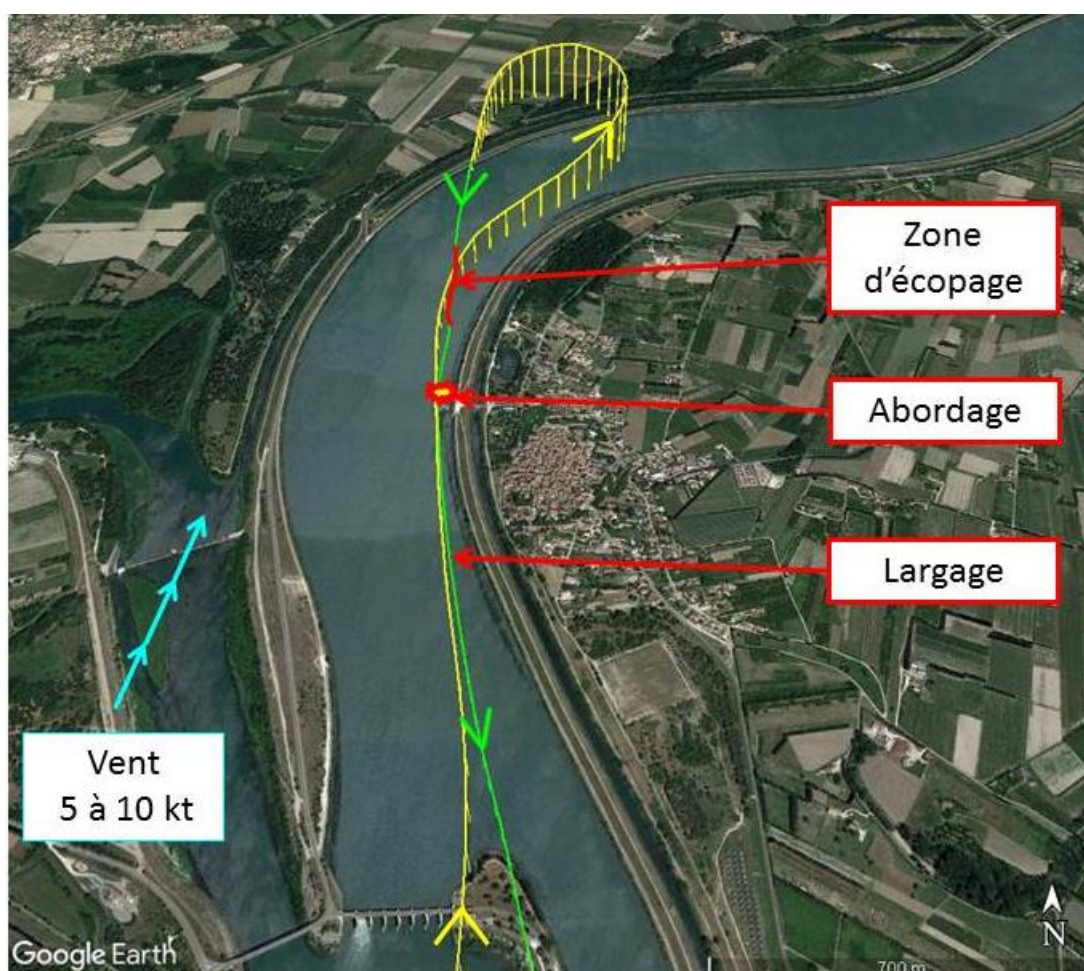 Zone
d'écopage
Abordage
Largage
Vent
5 à 10 kt
N
Google Earth
700 m